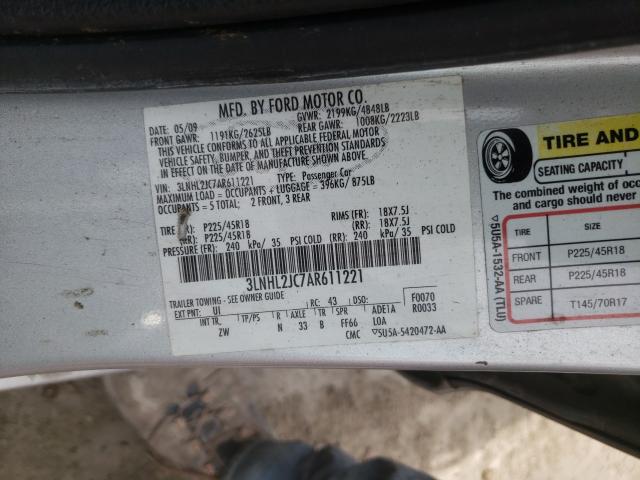 MFD. BY FORD MOTOR CO.
DATE: 05/09 GVWR: 2199KG/4848LB
FRONT GAWR: 1191KG/2625LB REAR GAWR: 1008KG/2223LB
THIS VEHICLE CONFORMS TO ALL APPLICABLE FEDERAL MOTOR
VEHICLE SAFETY, BUMPER, AND THEFT PREVENTION STANDARDS
IN EFFECT ON THE DATE OF MANUFACTURE SHOWN ABOVE.
VIN: 3LNHL2JC7AR611221 TYPE: Passenger Car
MAXIMUM LOAD = OCCUPANTS + LUGGAGE = 396KG/875LB
OCCUPANTS = 5 TOTAL: 2 FRONT, 3 REAR
TIRE P225/45R18 RIMS (FR): 18X7.5J
P225/45R18 (RR): 18X7.5J
PRESSURE (FR): 240 kPa/ 35 PSI COLD (RR): 240 kPa/ 35 PSI COLD
3LNHL2JC7AR611221
TRAILER TOWING - SEE OWNER GUIDE
EXT PNT: UI RC: 43 DSO: F0070
R0033
INT TR TP/PS R AXLE TR SPR ADE1A
ZW N 33 B FF66 LOA
CMC 5U5A-5420472-AA
5U5A-1532-AA (TLU)
TIRE AND
SEATING CAPACITY
The combined weight of oc
and cargo should never
TIRE SIZE
FRONT P225/45R18
REAR P225/45R18
SPARE T145/70R17